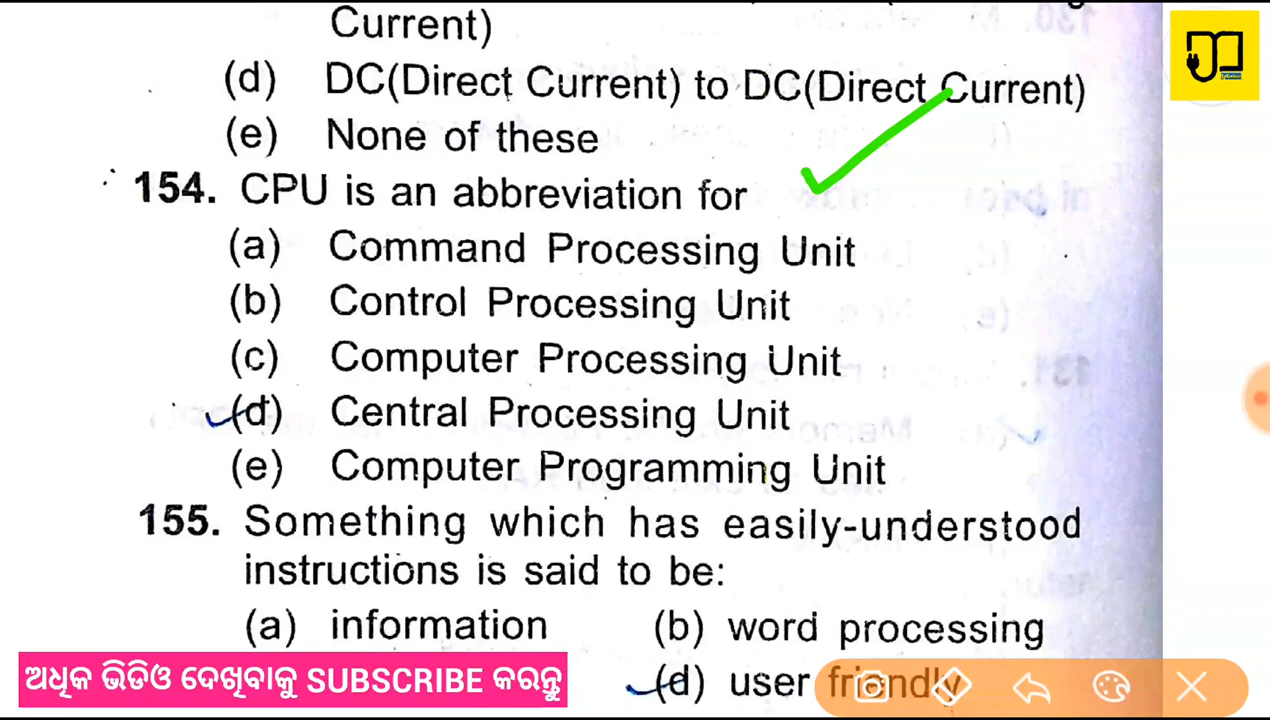 Current)
(d) DC(Direct Current) to DC(Direct Current)
(e) None of these
154. CPU is an abbreviation for
(a) Command Processing Unit
(b) Control Processing Unit
(c) Computer Processing Unit
(d) Central Processing Unit
(e) Computer Programming Unit
155. Something which has easily-understood
instructions is said to be:
(a) information (b) word processing
(d) user friendly
ଅଧିକ ଭିଡିଓ ଦେଖିବାକୁ SUBSCRIBE କରନ୍ତୁ